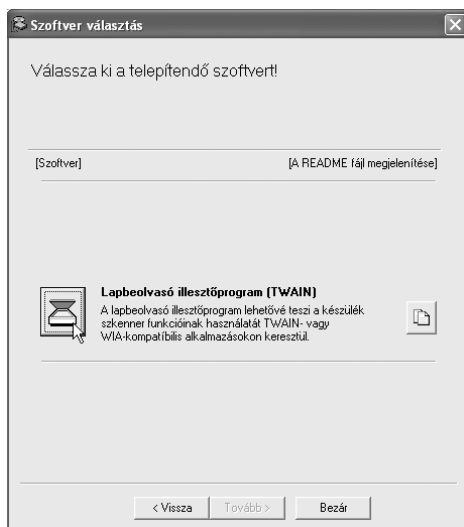 Szoftver választás
Válassza ki a telepítendő szoftvert!
[Szoftver] [A README fájl megjelenítése]
Lapbeolvasó illesztőprogram (TWAIN)
A lapbeolvasó illesztőprogram lehetővé teszi a készülék
szkenner funkcióinak használatát TWAIN- vagy
WIA-kompatíbilis alkalmazásokon keresztül.
< Vissza Tovább > Bezár